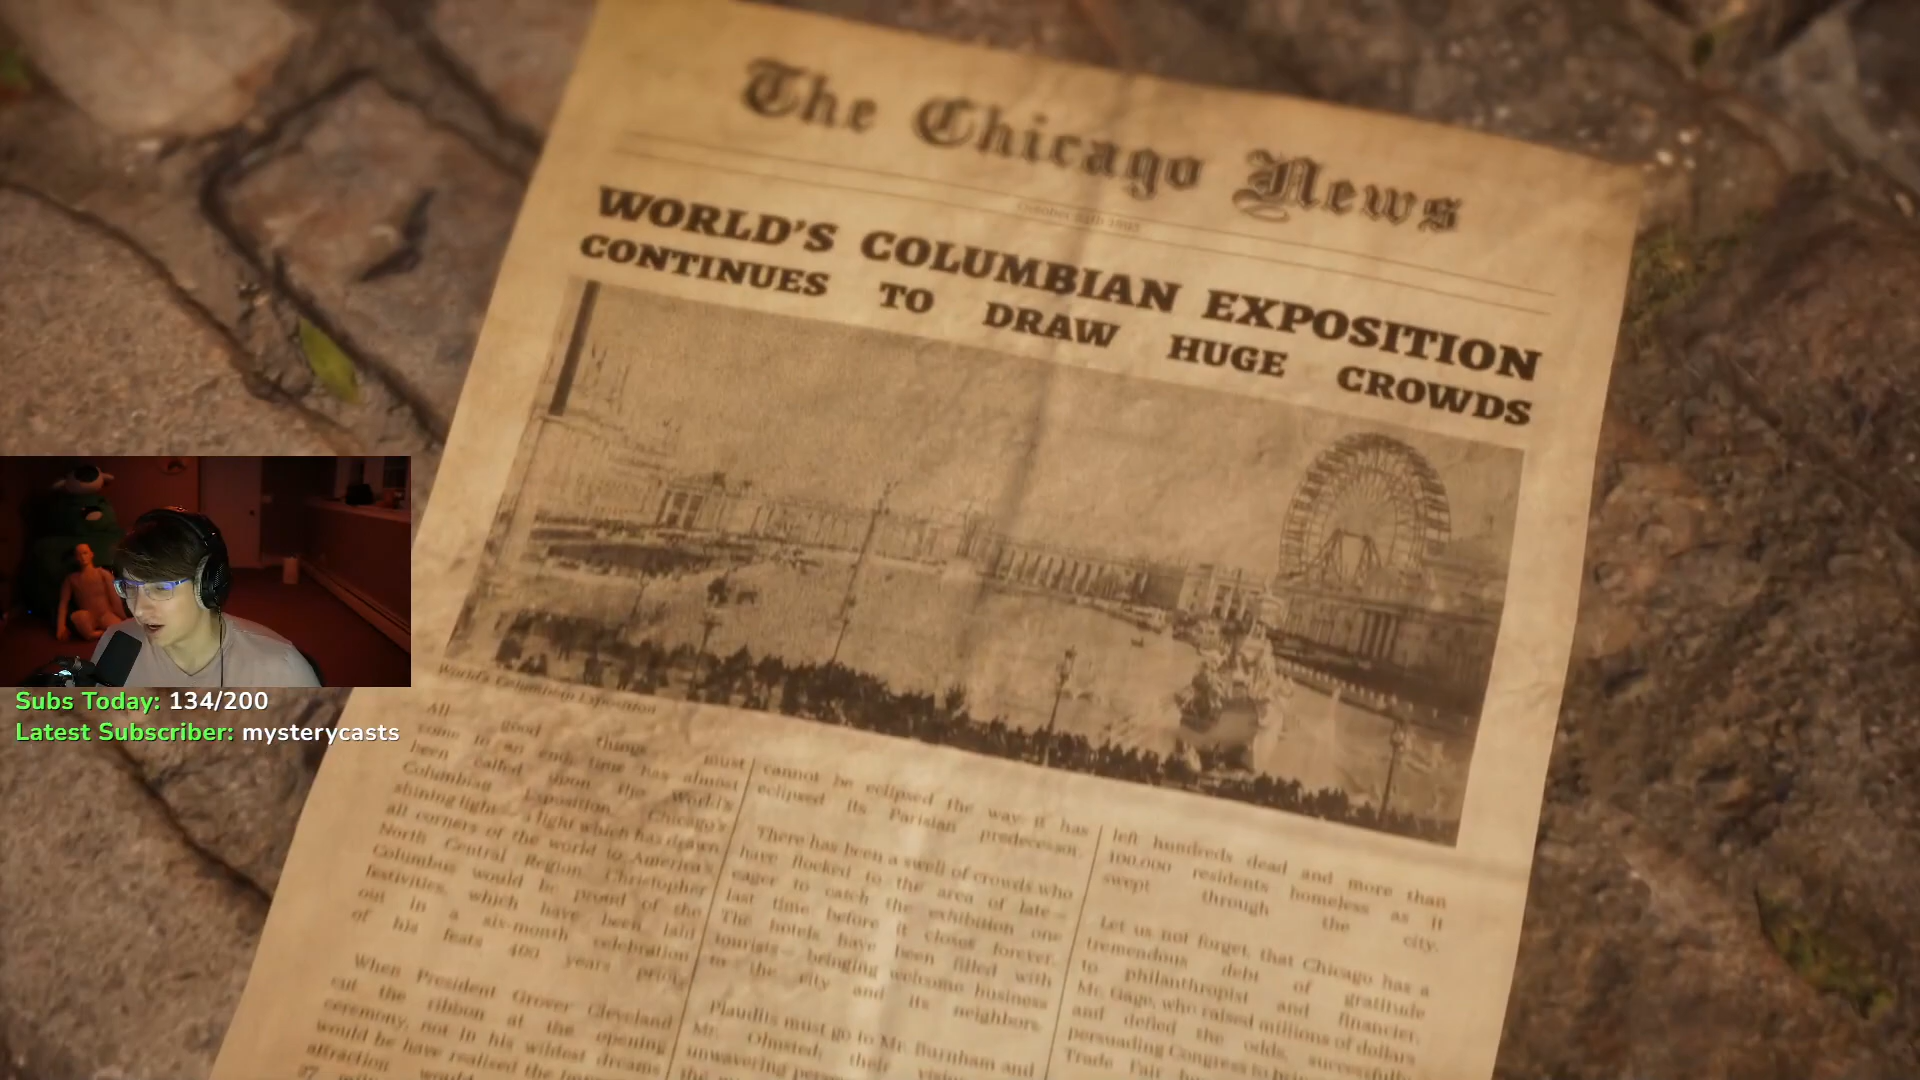 The Chicago News
October 1893
WORLD'S COLUMBIAN EXPOSITION
CONTINUES TO DRAW HUGE CROWDS
World's Columbian Exposition
All good things must
come to an end, time has almost
been called upon the World's
Columbian Exposition, Chicago's
shining light - a light which has drawn
all corners of the world to America's
North Central Region. Christopher
Columbus would be proud of the
festivities, which have been laid
out in a six-month celebration
of his feats 400 years prior.
When President Grover Cleveland
cut the ribbon at the opening
ceremony, not in his wildest dreams
would he have realised the
attraction would
27
cannot be eclipsed the way it has
eclipsed its Parisian predecessor.
There has been a swell of crowds who
have flocked to the area of late -
eager to catch the exhibition one
last time before it closes forever.
The hotels have been filled with
tourists - bringing welcome business
to the city and its neighbors.
Plaudits must go to Mr. Burnham and
Mr. Olmsted; their
unwavering
the
left hundreds dead and more than
100,000 residents homeless as it
swept through the city.
Let us not forget, that Chicago has a
tremendous debt of gratitude
to philanthropist and financier,
Mr. Gage, who raised millions of dollars
and defied the odds, successfully
persuading Congress to
Trade Fair
Subs Today: 134/200
Latest Subscriber: mysterycasts